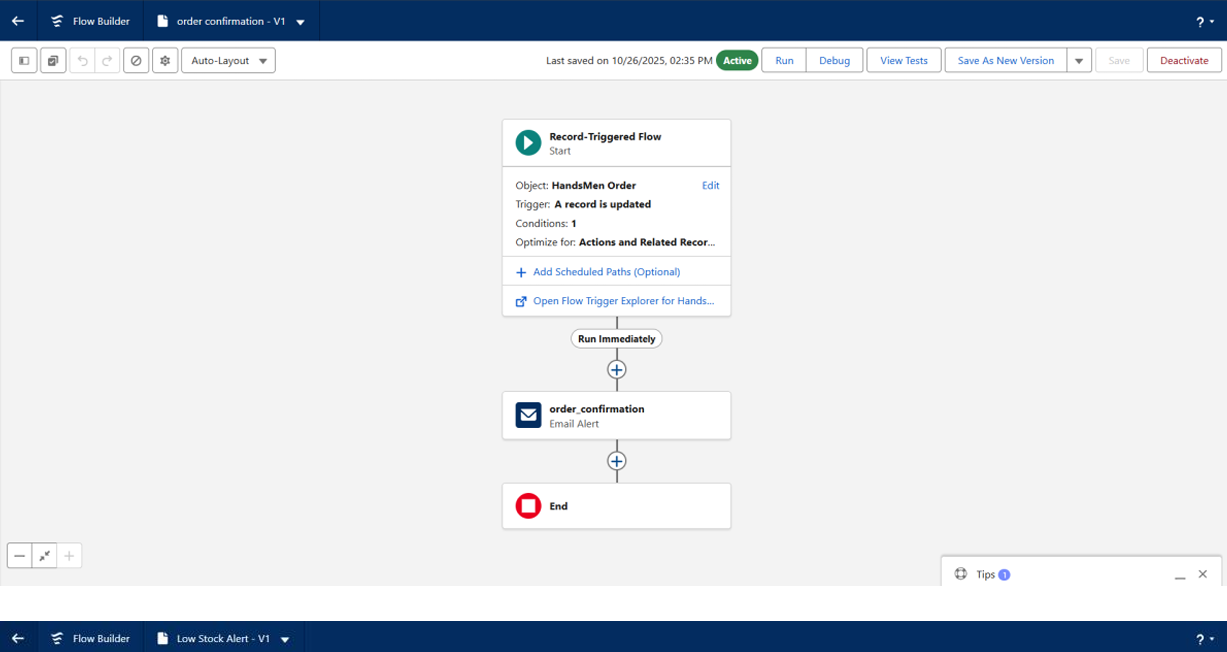 Flow Builder order confirmation - V1 ?
Auto-Layout Last saved on 10/26/2025, 02:35 PM Active Run Debug View Tests Save As New Version Save Deactivate
Record-Triggered Flow
Start
Object: HandsMen Order Edit
Trigger: A record is updated
Conditions: 1
Optimize for: Actions and Related Recor...
Add Scheduled Paths (Optional)
Open Flow Trigger Explorer for Hands...
Run Immediately
order_confirmation
Email Alert
End
Tips 1
Flow Builder Low Stock Alert - V1 ?